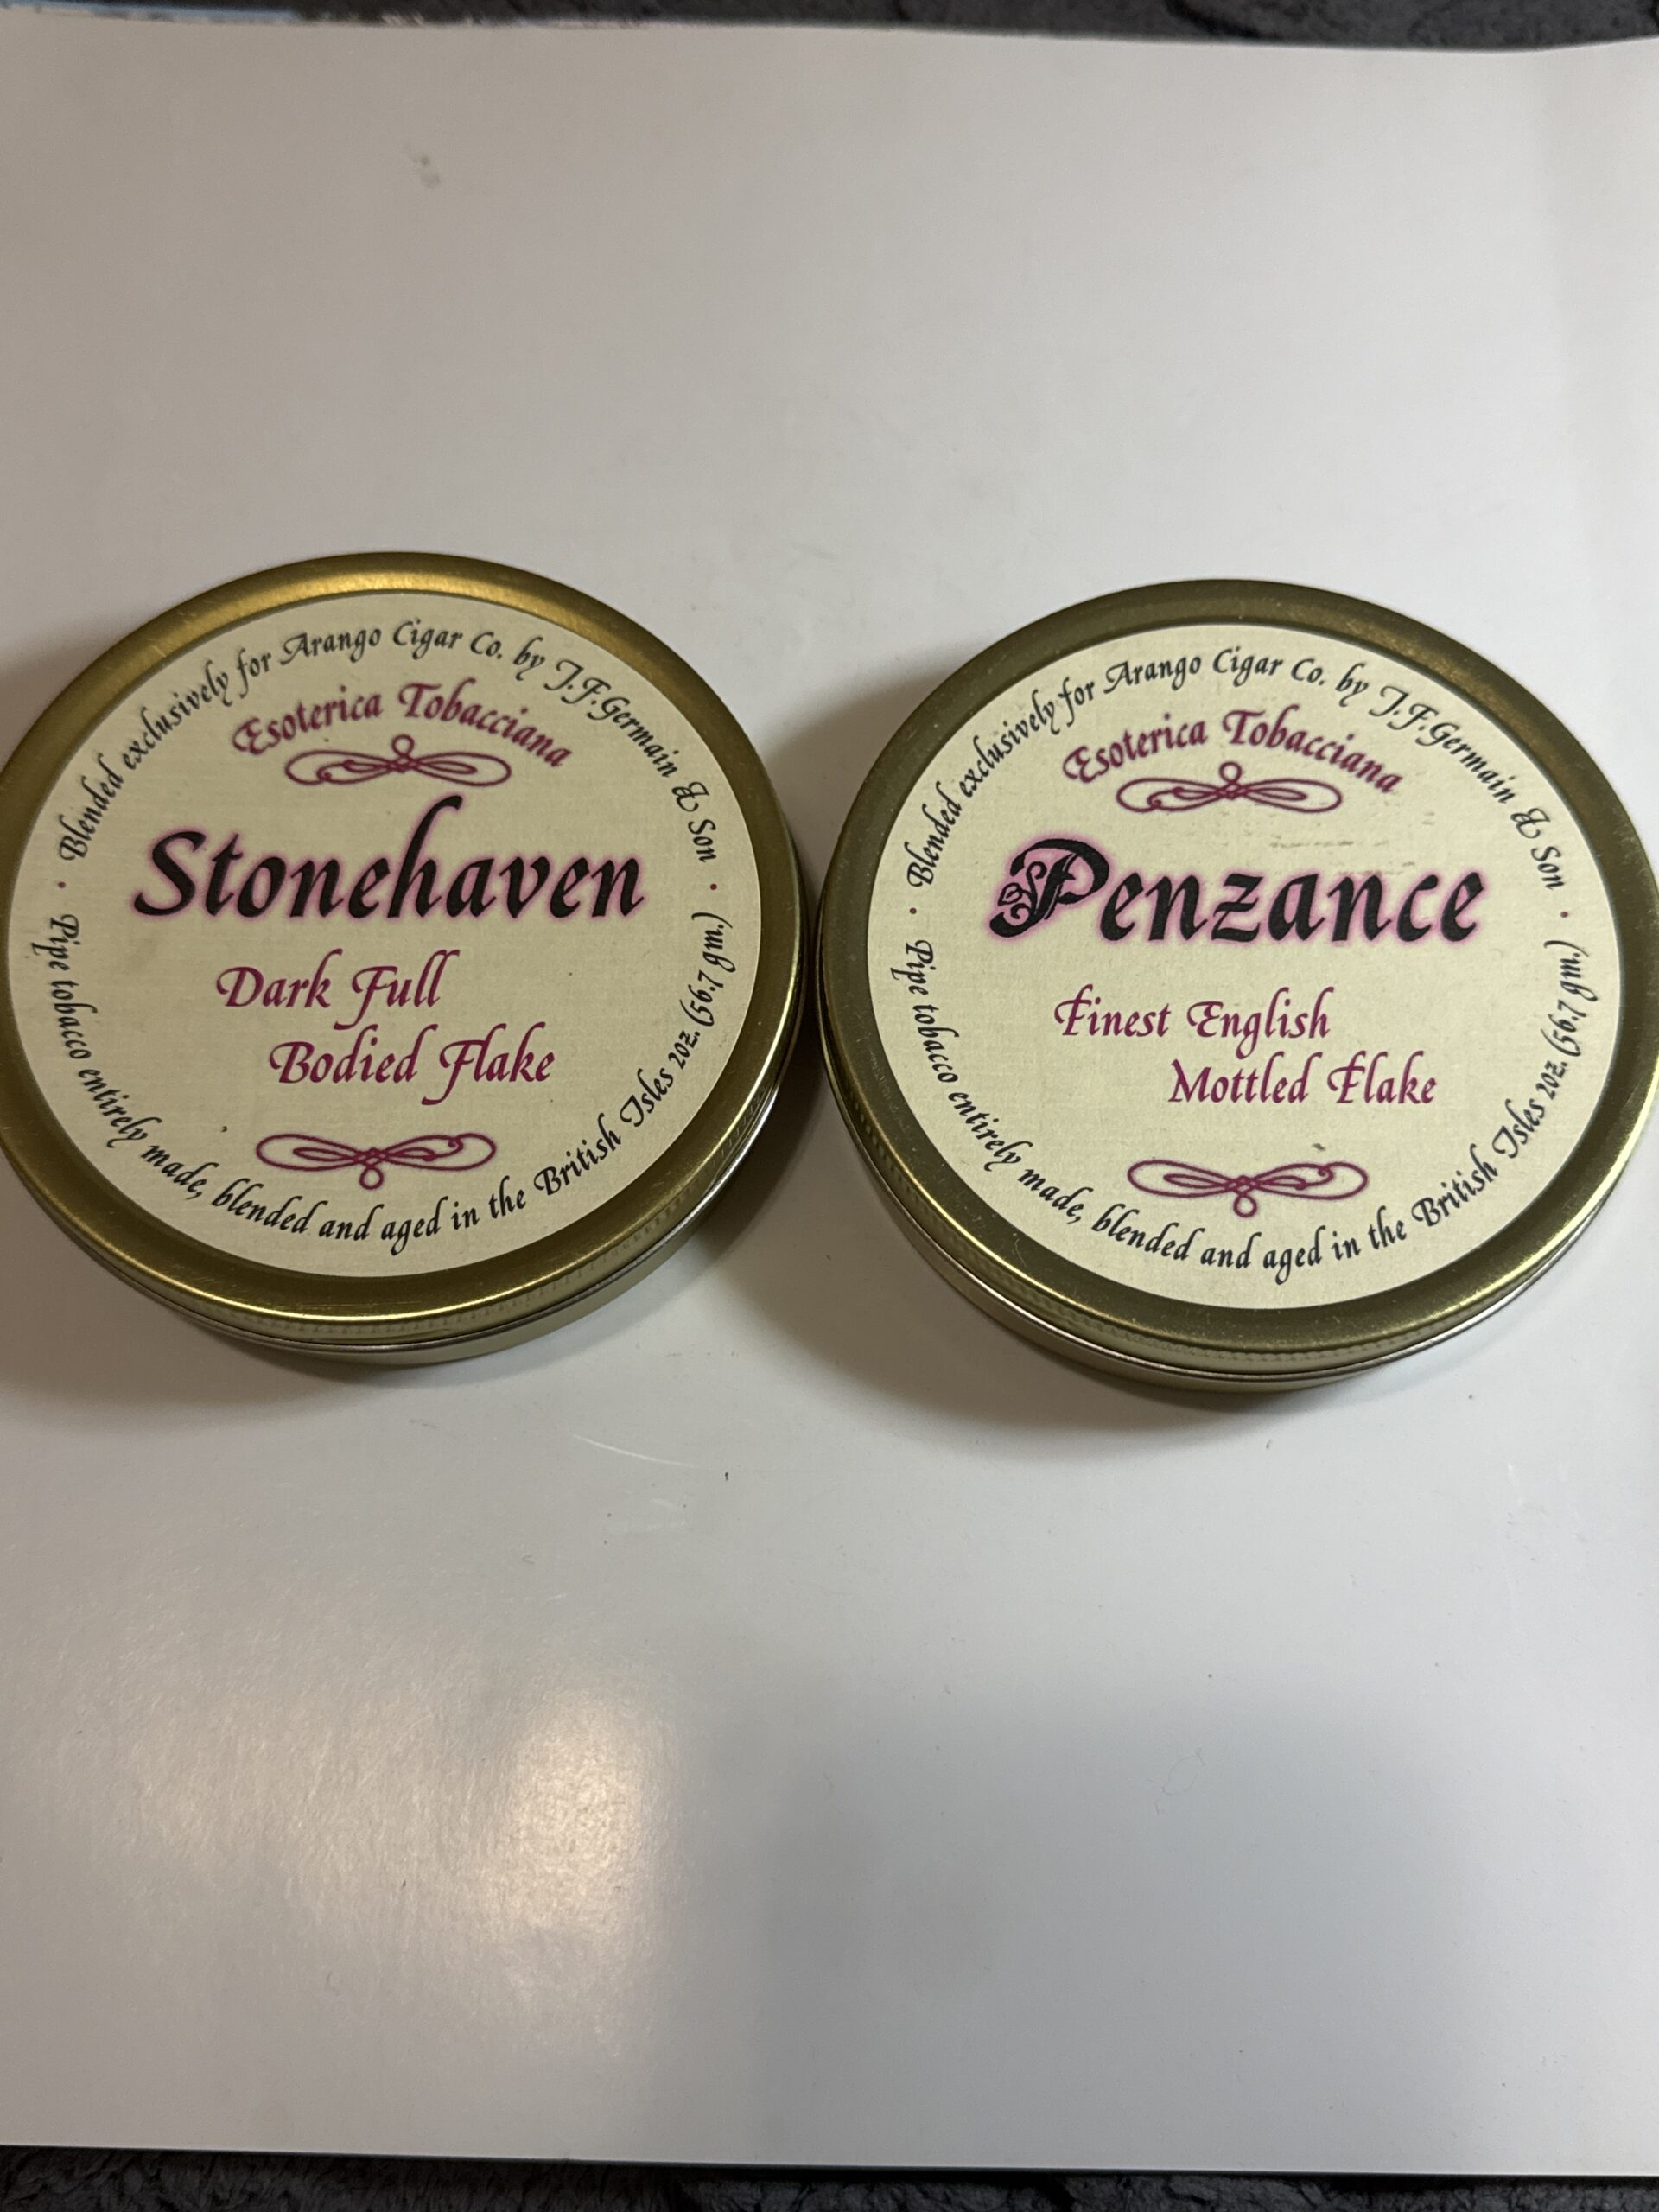 Blended exclusively for Arango Cigar Co. by J.F.Germain & Son
Esoterica Tobacciana
Stonehaven
Dark Full
Bodied Flake
Pipe tobacco entirely made, blended and aged in the British Isles 2oz. (56.7 gm.)
Blended exclusively for Arango Cigar Co. by J.F.Germain & Son
Esoterica Tobacciana
Penzance
Finest English
Mottled Flake
Pipe tobacco entirely made, blended and aged in the British Isles 2oz. (56.7 gm.)